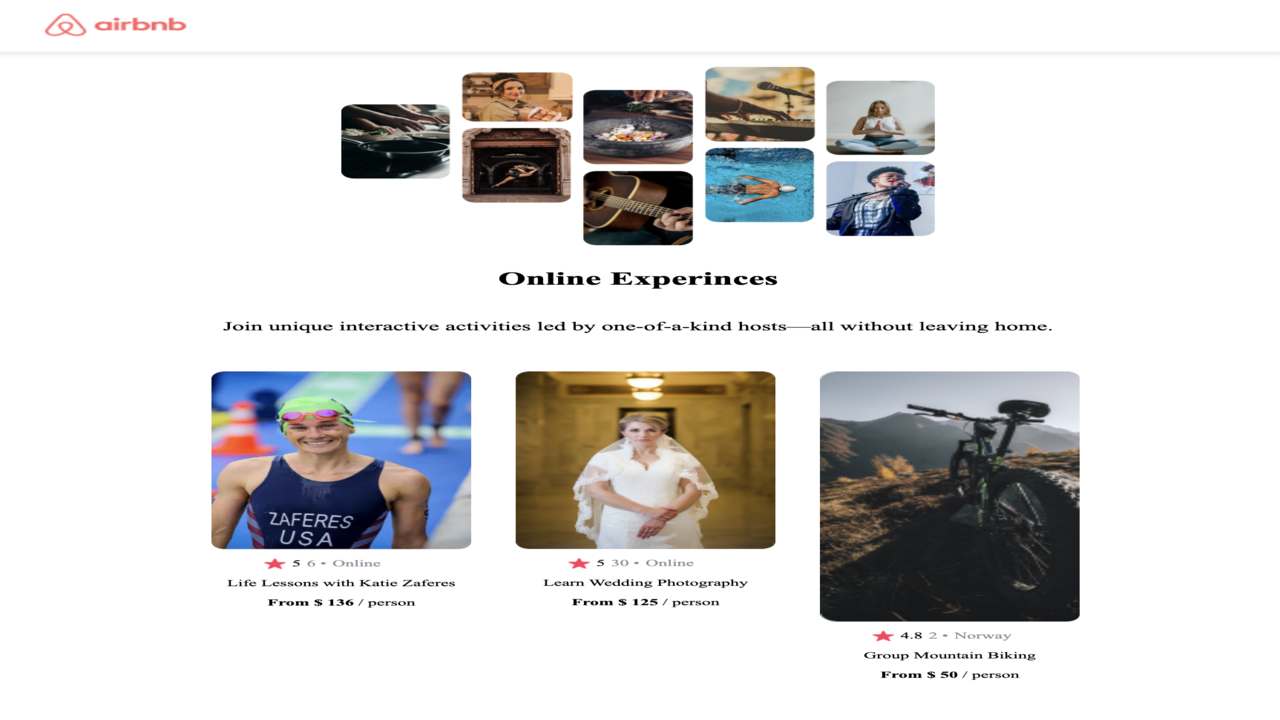 airbnb
Online Experinces
Join unique interactive activities led by one-of-a-kind hosts—all without leaving home.
ZAFERES
USA
5 6 • Online
Life Lessons with Katie Zaferes
From $ 136 / person
5 30 • Online
Learn Wedding Photography
From $ 125 / person
4.8 2 • Norway
Group Mountain Biking
From $ 50 / person